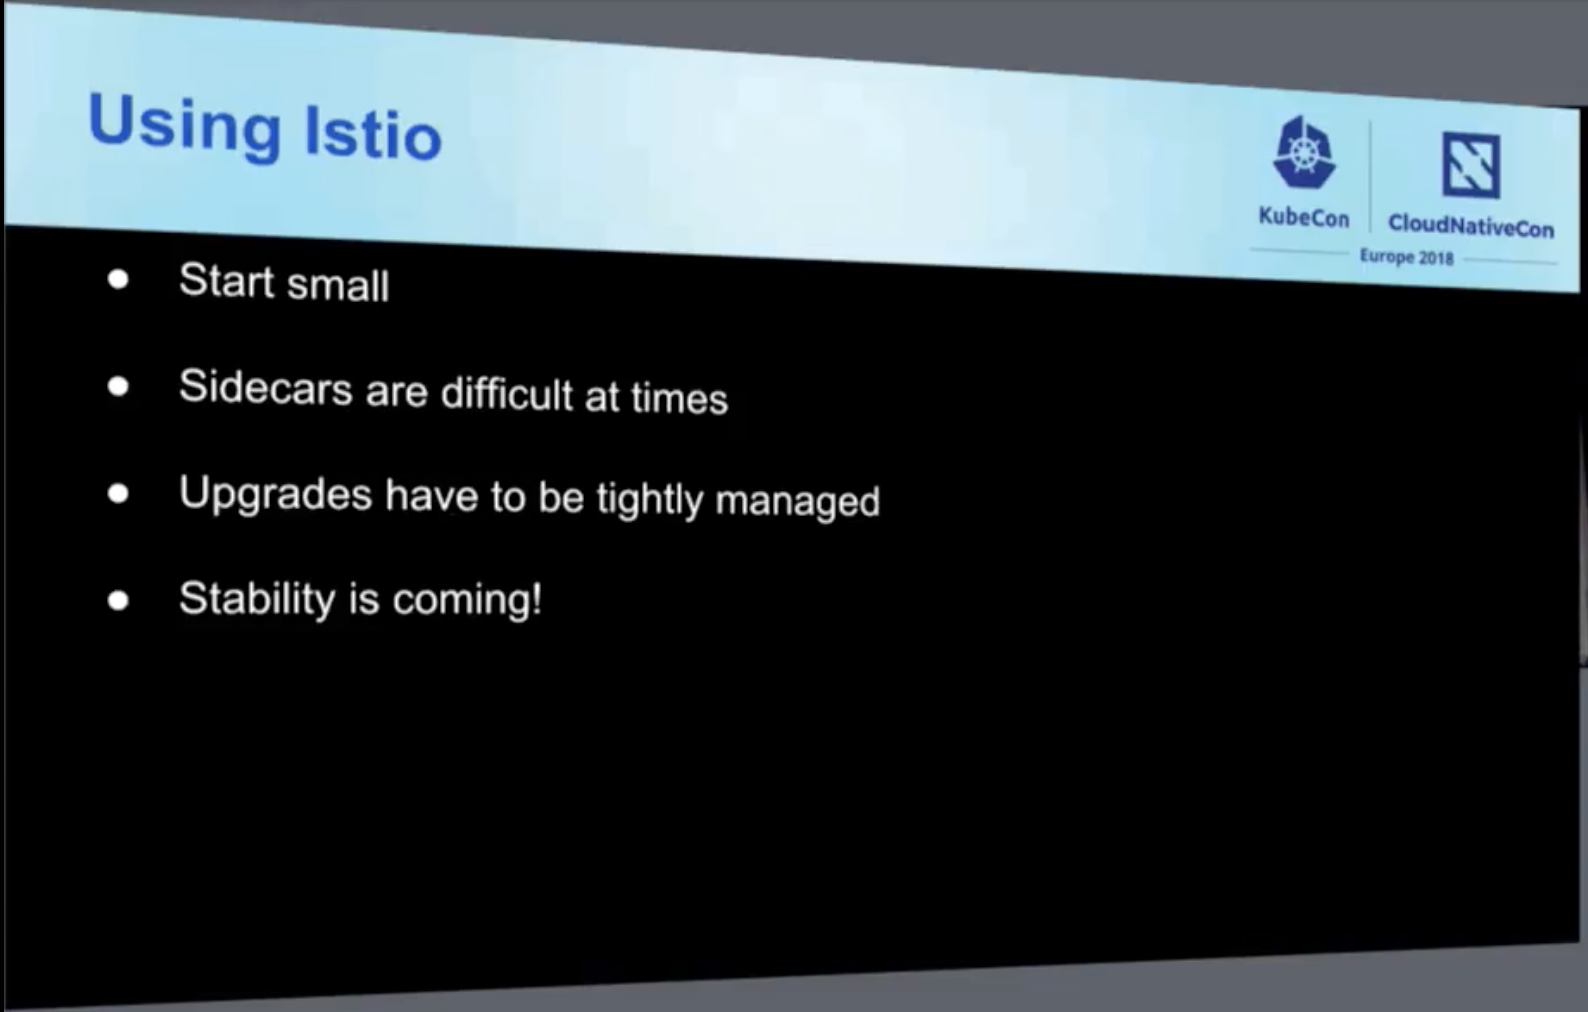 Using Istio
KubeCon
CloudNativeCon
Europe 2018
Start small
Sidecars are difficult at times
Upgrades have to be tightly managed
Stability is coming!